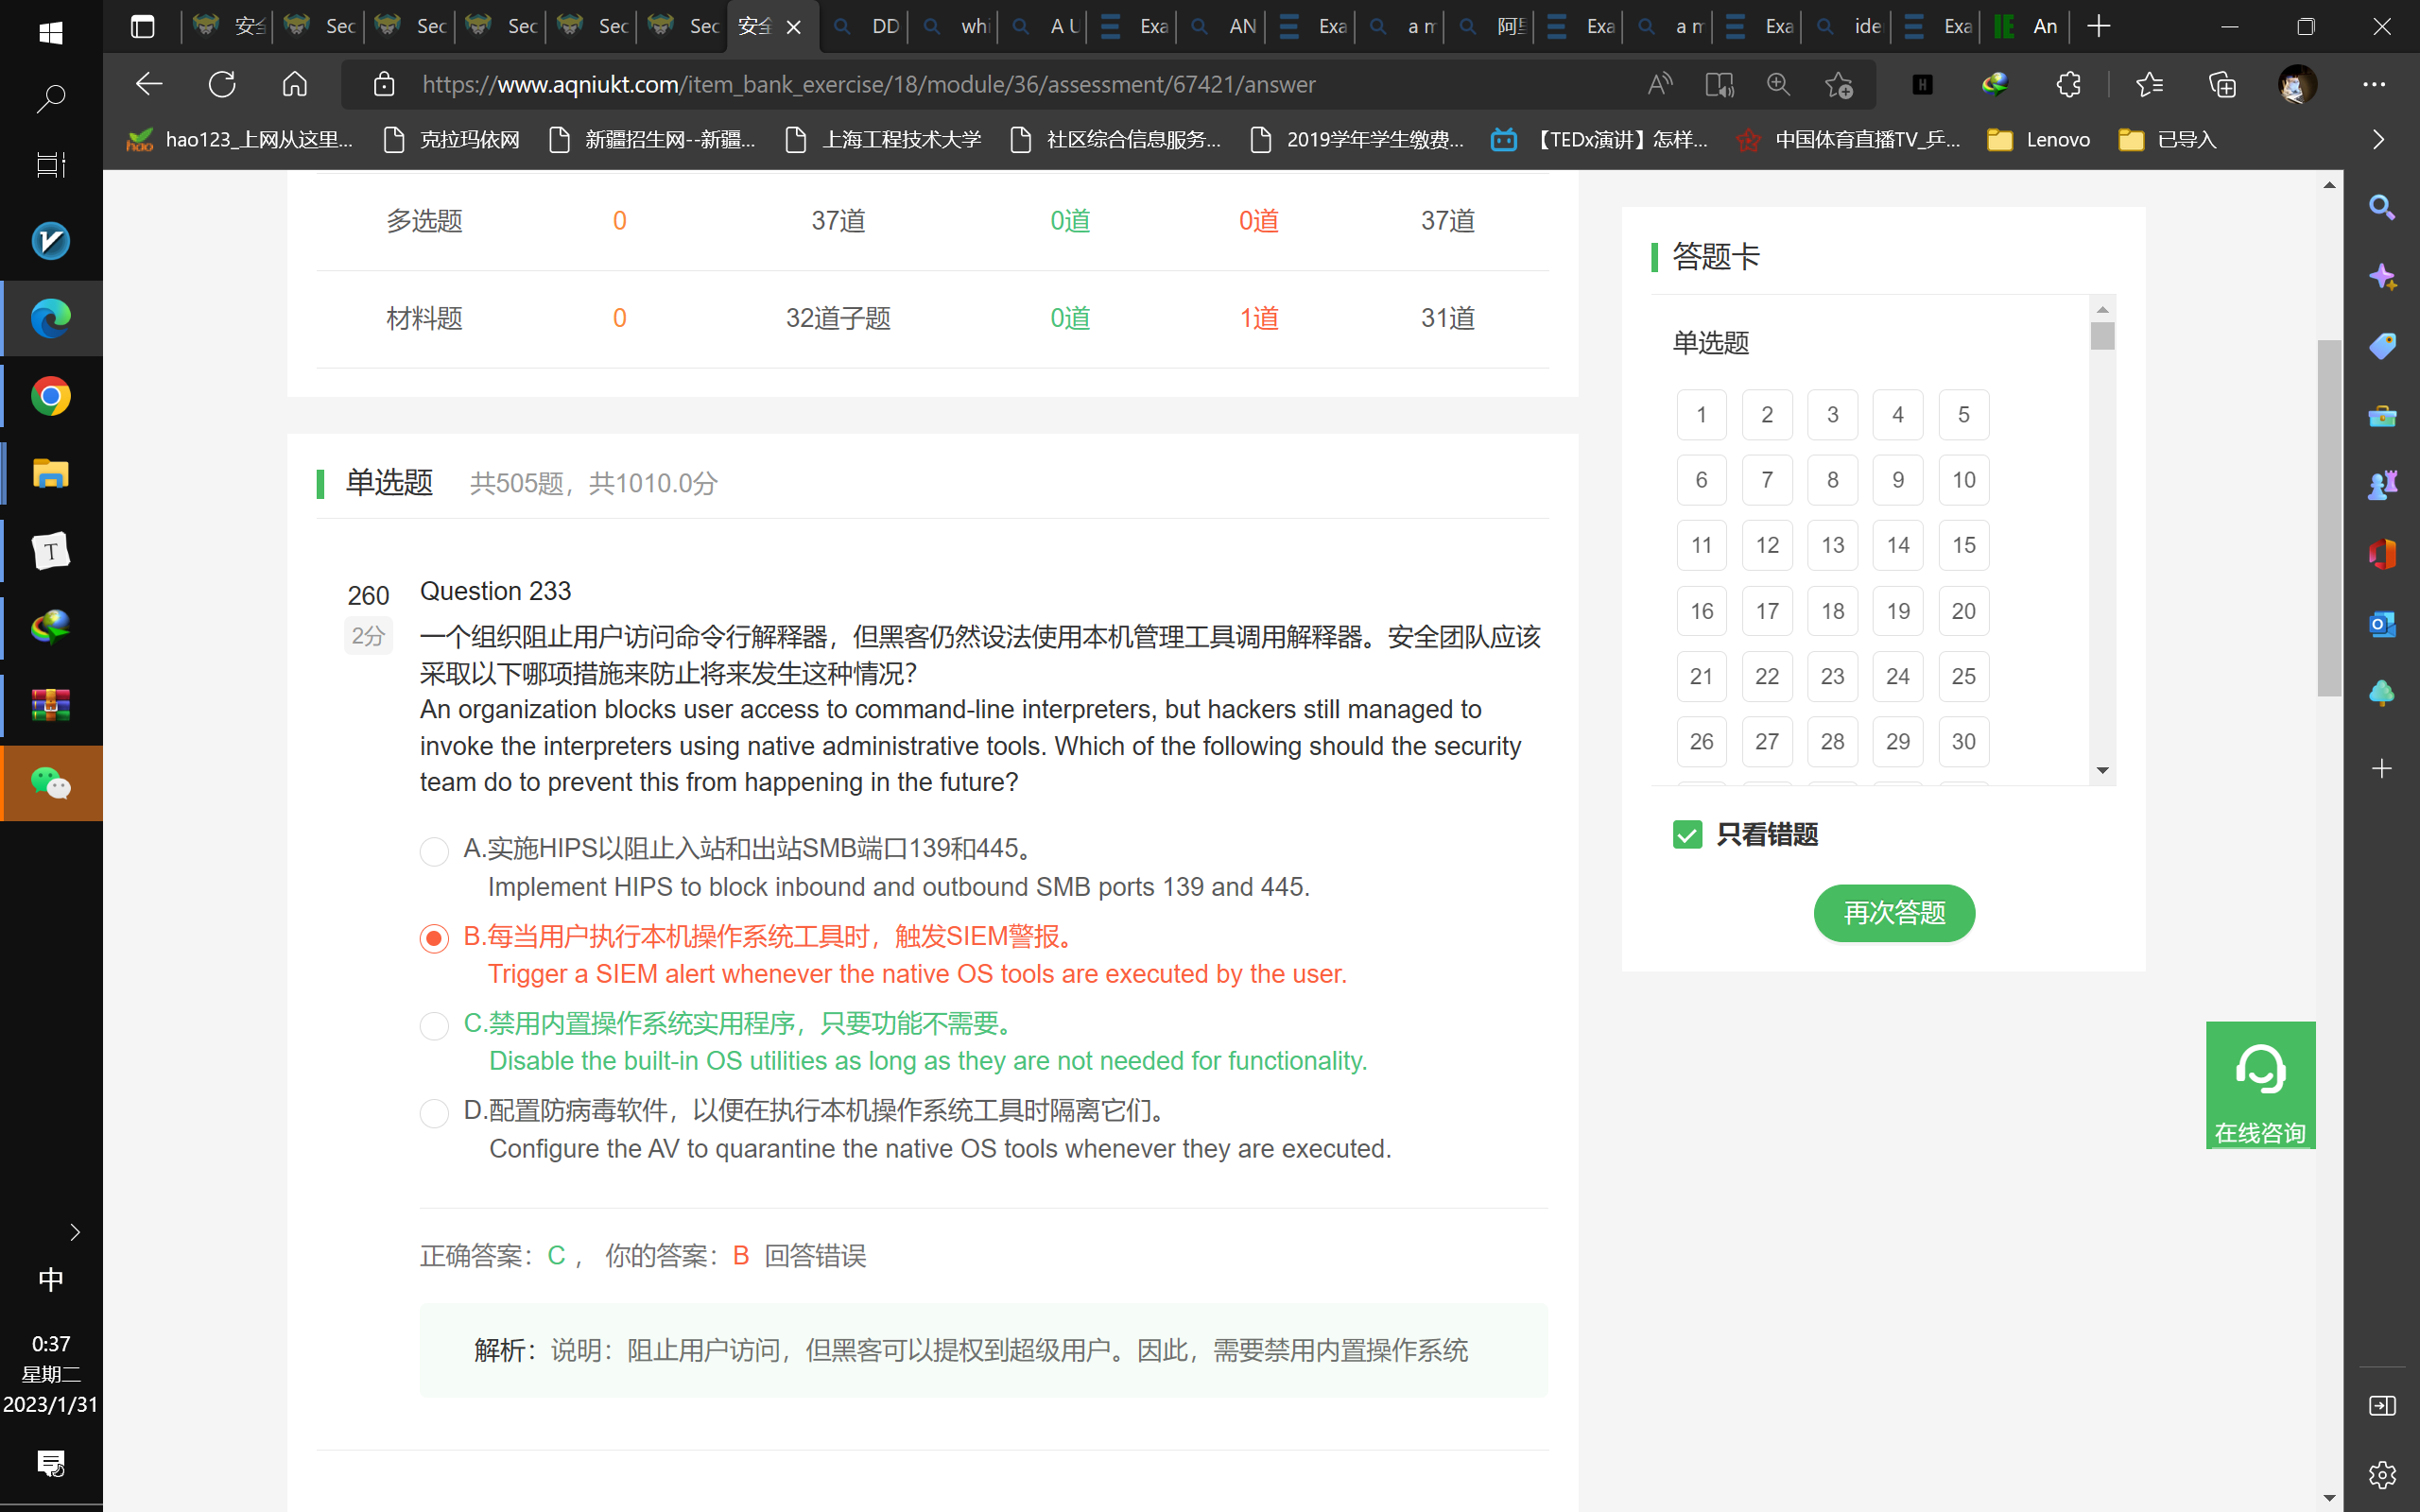 安全
Sec
Sec
Sec
Sec
Sec
安全
DD
whi
A U
Exa
AN
Exa
a m
阿里
Exa
a m
Exa
ide
Exa
An
https://www.aqniukt.com/item_bank_exercise/18/module/36/assessment/67421/answer
hao123_上网从这里...
克拉玛依网
新疆招生网--新疆...
上海工程技术大学
社区综合信息服务...
2019学年学生缴费...
【TEDx演讲】怎样...
中国体育直播TV_乒...
Lenovo
已导入
多选题 0 37道 0道 0道 37道
材料题 0 32道子题 0道 1道 31道
单选题 共505题，共1010.0分
260 Question 233
2分
一个组织阻止用户访问命令行解释器，但黑客仍然设法使用本机管理工具调用解释器。安全团队应该
采取以下哪项措施来防止将来发生这种情况？
An organization blocks user access to command-line interpreters, but hackers still managed to
invoke the interpreters using native administrative tools. Which of the following should the security
team do to prevent this from happening in the future?
A.实施HIPS以阻止入站和出站SMB端口139和445。
Implement HIPS to block inbound and outbound SMB ports 139 and 445.
B.每当用户执行本机操作系统工具时，触发SIEM警报。
Trigger a SIEM alert whenever the native OS tools are executed by the user.
C.禁用内置操作系统实用程序，只要功能不需要。
Disable the built-in OS utilities as long as they are not needed for functionality.
D.配置防病毒软件，以便在执行本机操作系统工具时隔离它们。
Configure the AV to quarantine the native OS tools whenever they are executed.
正确答案：C ， 你的答案：B 回答错误
解析：说明：阻止用户访问，但黑客可以提权到超级用户。因此，需要禁用内置操作系统
答题卡
单选题
1 2 3 4 5
6 7 8 9 10
11 12 13 14 15
16 17 18 19 20
21 22 23 24 25
26 27 28 29 30
只看错题
再次答题
在线咨询
中
0:37
星期二
2023/1/31